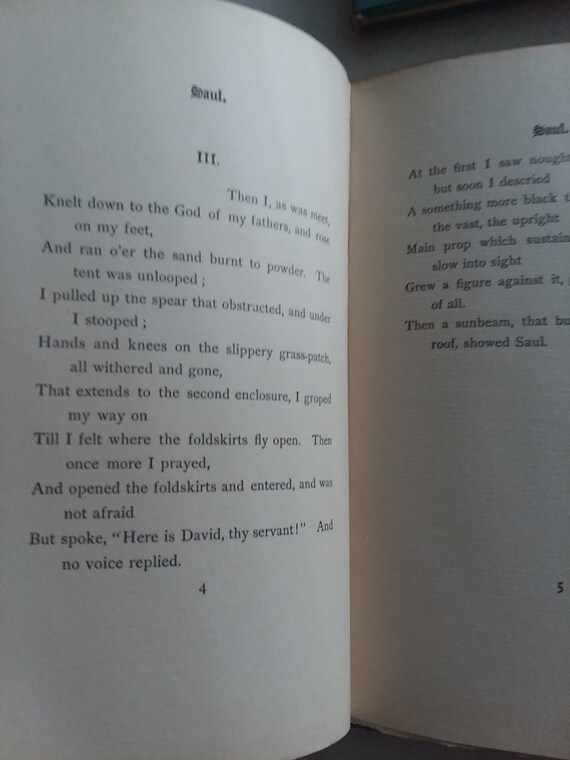 Saul.
III.
Then I, as was meet,
Knelt down to the God of my fathers, and rose
on my feet,
And ran o'er the sand burnt to powder. The
tent was unlooped;
I pulled up the spear that obstructed, and under
I stooped;
Hands and knees on the slippery grass-patch,
all withered and gone,
That extends to the second enclosure, I groped
my way on
Till I felt where the foldskirts fly open. Then
once more I prayed,
And opened the foldskirts and entered, and was
not afraid
But spoke, "Here is David, thy servant!" And
no voice replied.
4
Saul.
At the first I saw nought
but soon I descried
A something more black
the vast, the upright
Main prop which
slow into sight
Grew a figure against it,
of all.
Then a sunbeam, that
roof, showed Saul.
5